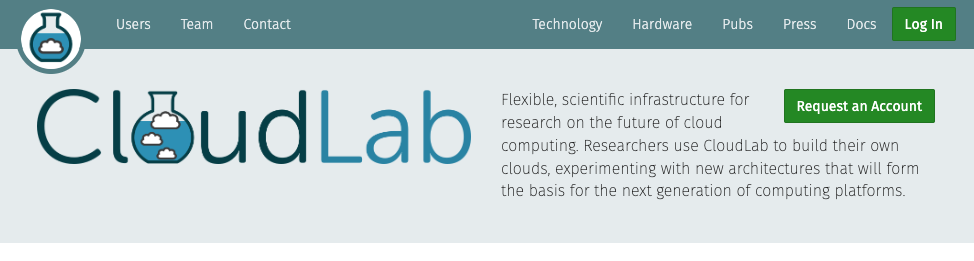 Users Team Contact Technology Hardware Pubs Press Docs Log In
CloudLab
Flexible, scientific infrastructure for
research on the future of cloud
computing. Researchers use CloudLab to build their own
clouds, experimenting with new architectures that will form
the basis for the next generation of computing platforms.
Request an Account